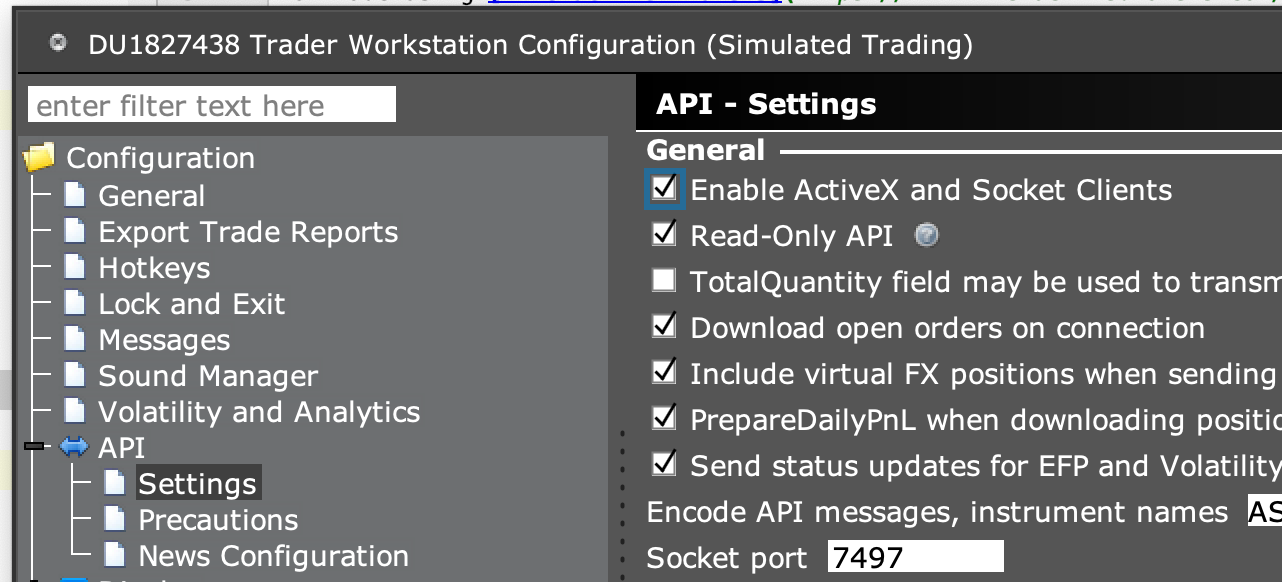 DU1827438 Trader Workstation Configuration (Simulated Trading)
enter filter text here
Configuration
General
Export Trade Reports
Hotkeys
Lock and Exit
Messages
Sound Manager
Volatility and Analytics
API
Settings
Precautions
News Configuration
API - Settings
General
Enable ActiveX and Socket Clients
Read-Only API
TotalQuantity field may be used to transm
Download open orders on connection
Include virtual FX positions when sending
PrepareDailyPnL when downloading positio
Send status updates for EFP and Volatility
Encode API messages, instrument names AS
Socket port 7497